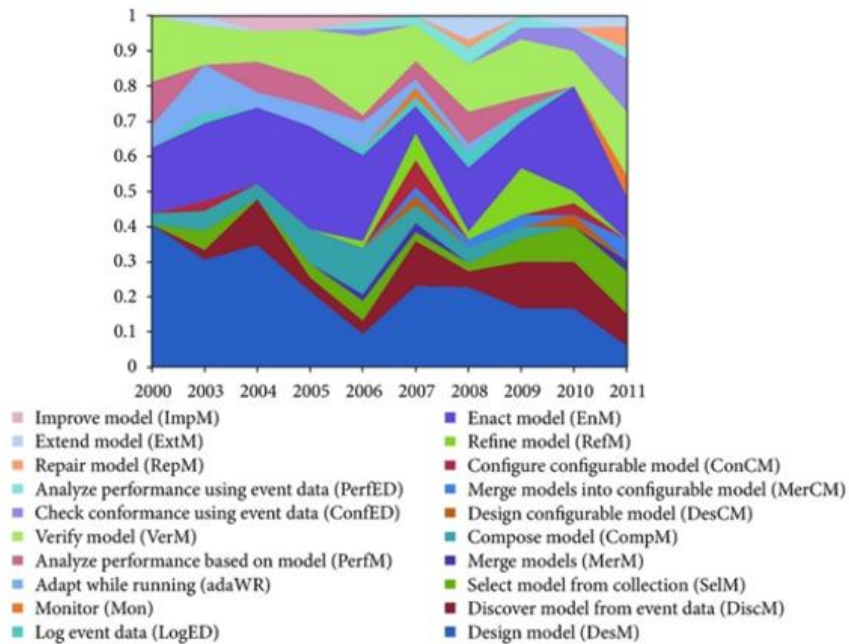 1
0.9
0.8
0.7
0.6
0.5
0.4
0.3
0.2
0.1
0
2000 2003 2004 2005 2006 2007 2008 2009 2010 2011
Improve model (ImpM)
Extend model (ExtM)
Repair model (RepM)
Analyze performance using event data (PerfED)
Check conformance using event data (ConfED)
Verify model (VerM)
Analyze performance based on model (PerfM)
Adapt while running (adaWR)
Monitor (Mon)
Log event data (LogED)
Enact model (EnM)
Refine model (RefM)
Configure configurable model (ConCM)
Merge models into configurable model (MerCM)
Design configurable model (DesCM)
Compose model (CompM)
Merge models (MerM)
Select model from collection (SelM)
Discover model from event data (DiscM)
Design model (DesM)